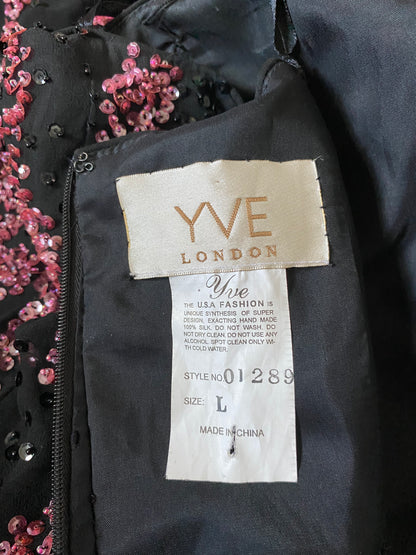 YVE
LONDON
Yve
THE U.S.A FASHION IS
UNIQUE SYNTHESIS OF SUPER
DESIGN, EXACTING HAND MADE
100% SILK. DO NOT WASH. DO
NOT DRY CLEAN. DO NOT USE ANY
ALCOHOL. SPOT CLEAN ONLY WI-
TH COLD WATER.
STYLE NO. 01289
SIZE: L
MADE IN CHINA